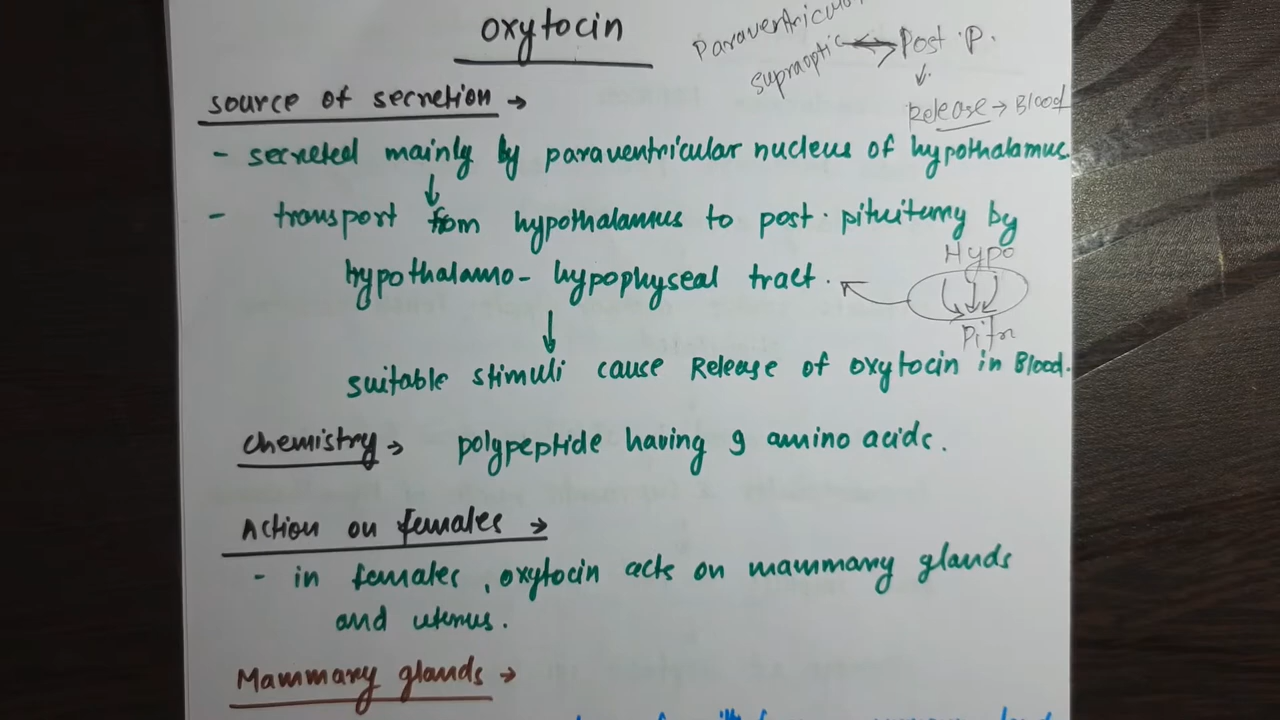 oxytocin
Paraventricular
supraoptic ↔ Post . P.
↓
Release → Blood
source of secretion →
- secreted mainly by paraventricular nucleus of hypothalamus.
↓
- transport from hypothalamus to post. pituitary by
Hypo
hypothalamo - hypophyseal tract. ←
Pitu
↓
suitable stimuli cause Release of oxytocin in Blood.
chemistry → polypeptide having 9 amino acids.
Action on females →
- in females, oxytocin acts on mammary glands
and uterus.
Mammary glands →